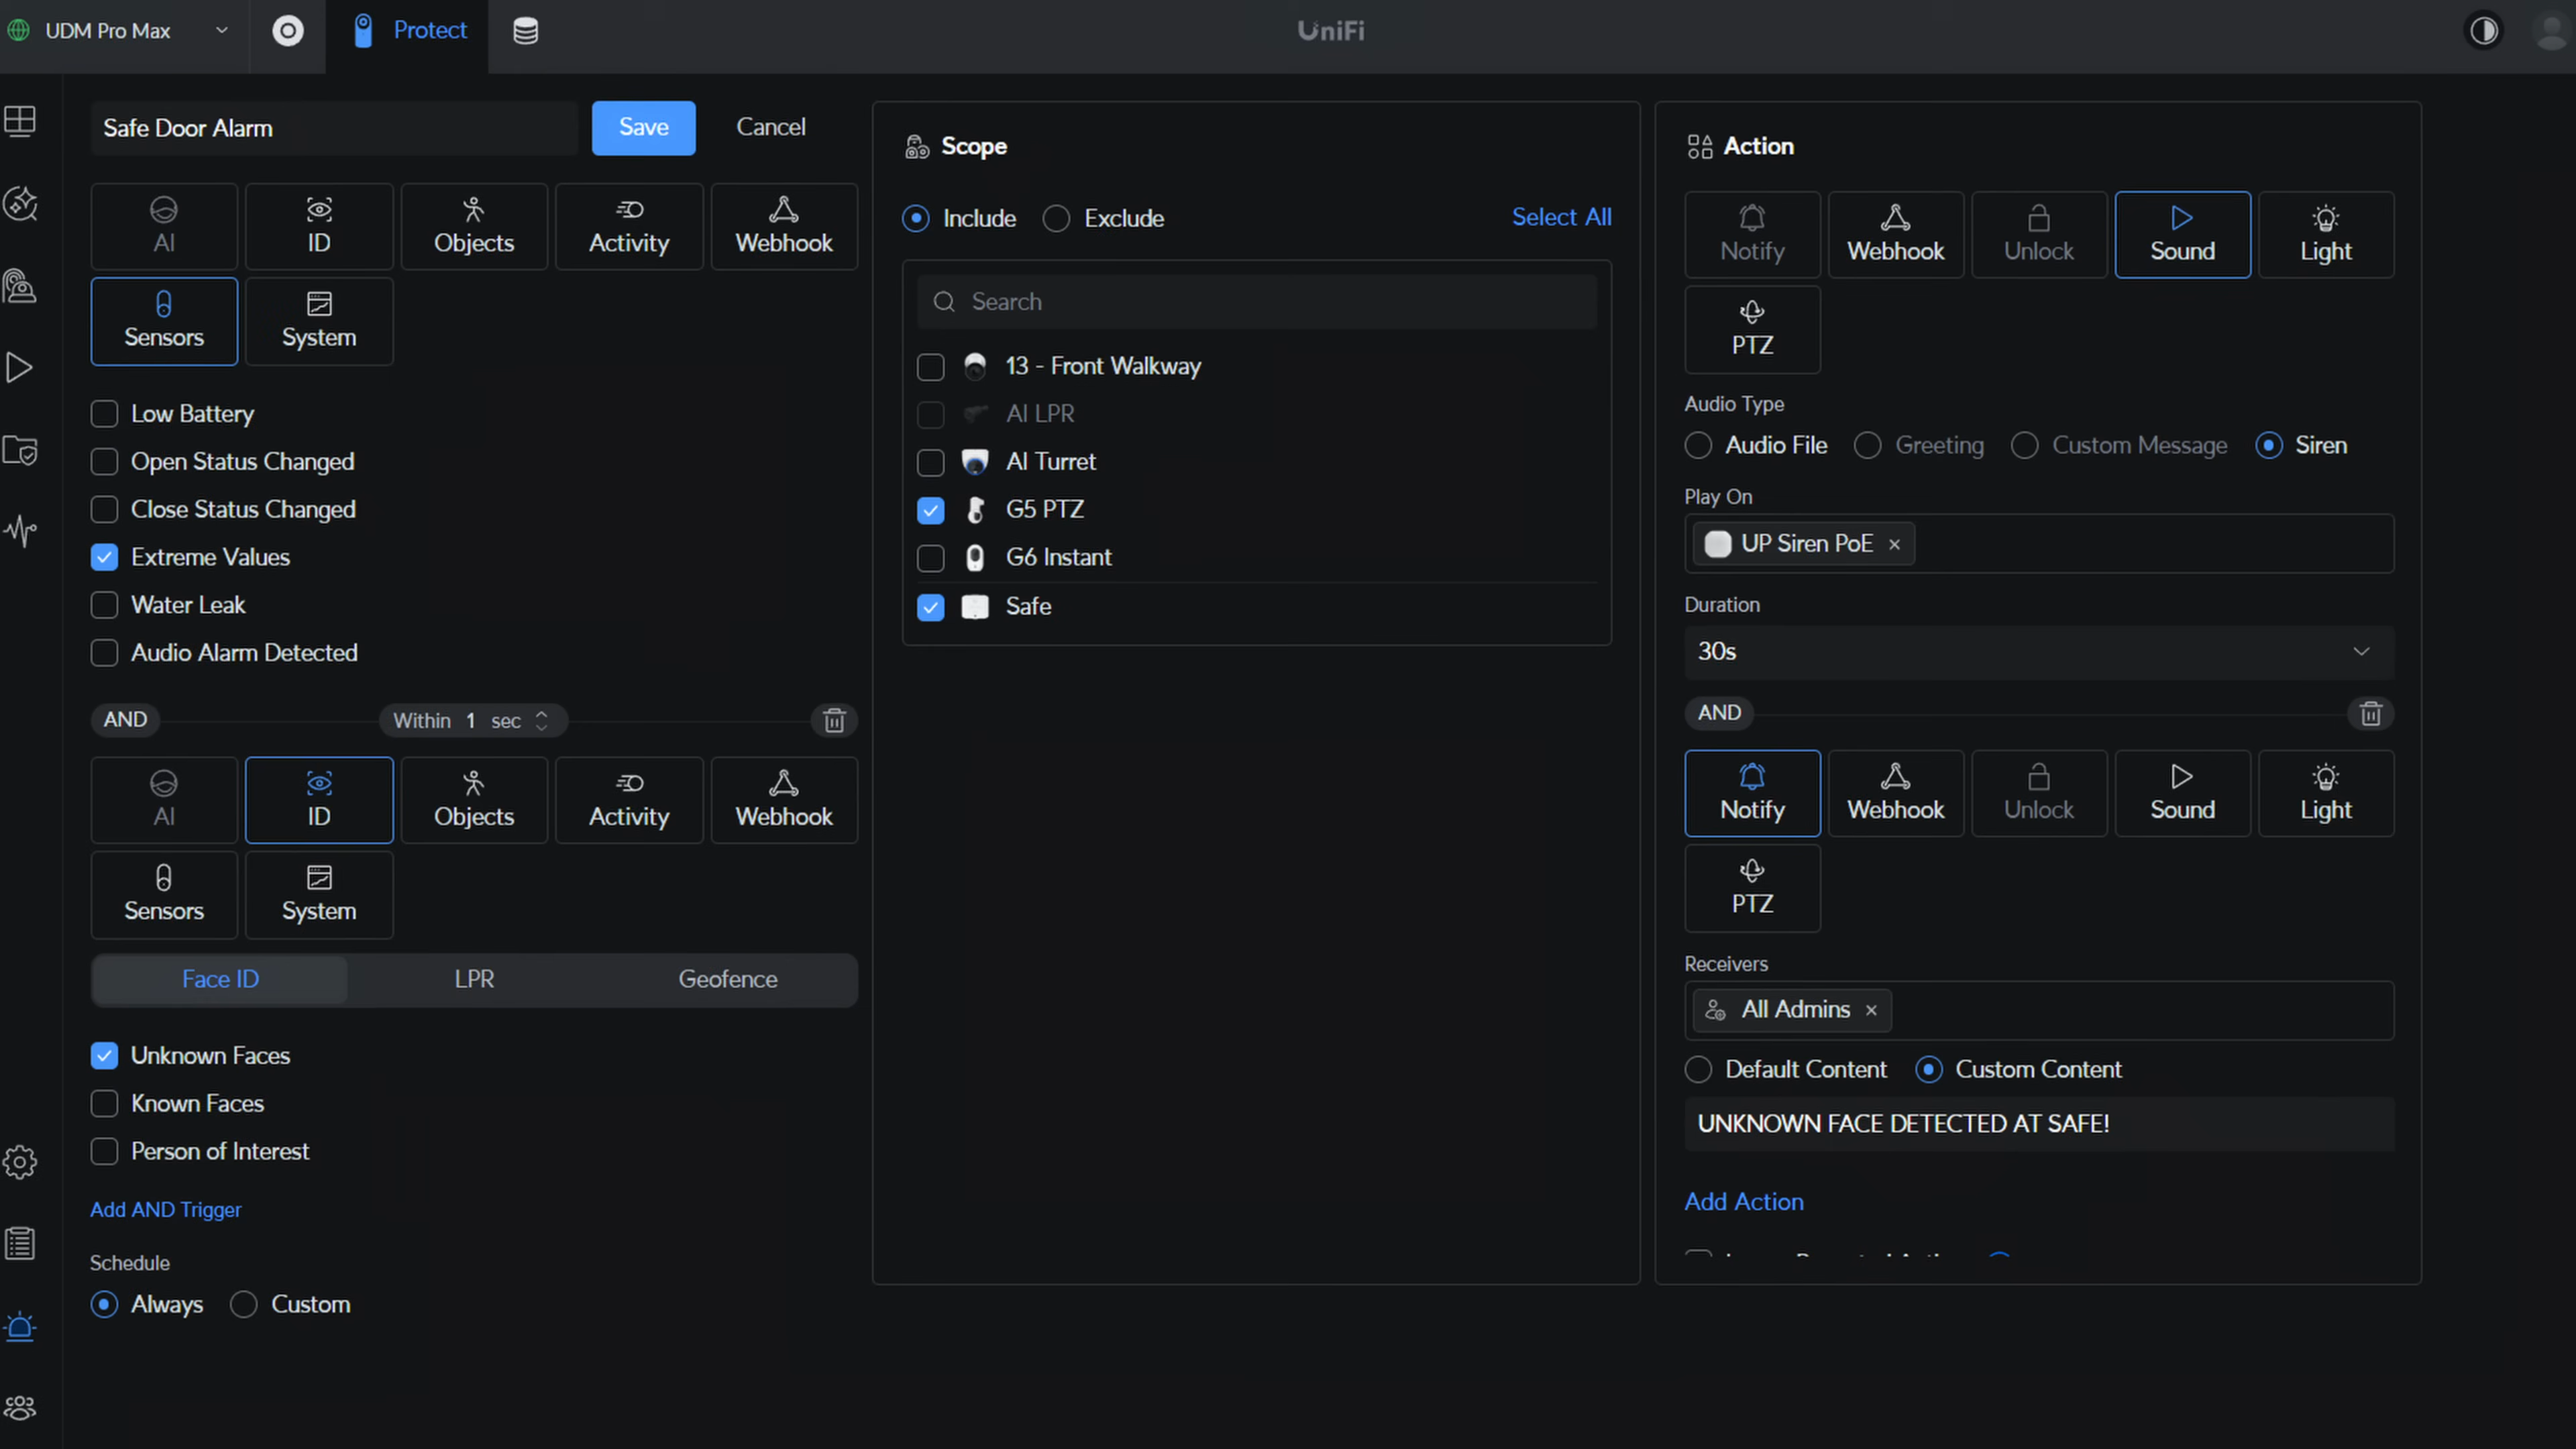 UDM Pro Max
Protect
UniFi
Safe Door Alarm
Save
Cancel
AI
ID
Objects
Activity
Webhook
Sensors
System
Low Battery
Open Status Changed
Close Status Changed
Extreme Values
Water Leak
Audio Alarm Detected
AND
Within 1 sec
AI
ID
Objects
Activity
Webhook
Sensors
System
Face ID
LPR
Geofence
Unknown Faces
Known Faces
Person of Interest
Add AND Trigger
Schedule
Always
Custom
Scope
Include
Exclude
Select All
Search
13 - Front Walkway
AI LPR
AI Turret
G5 PTZ
G6 Instant
Safe
Action
Notify
Webhook
Unlock
Sound
Light
PTZ
Audio Type
Audio File
Greeting
Custom Message
Siren
Play On
UP Siren PoE ×
Duration
30s
AND
Notify
Webhook
Unlock
Sound
Light
PTZ
Receivers
All Admins ×
Default Content
Custom Content
UNKNOWN FACE DETECTED AT SAFE!
Add Action